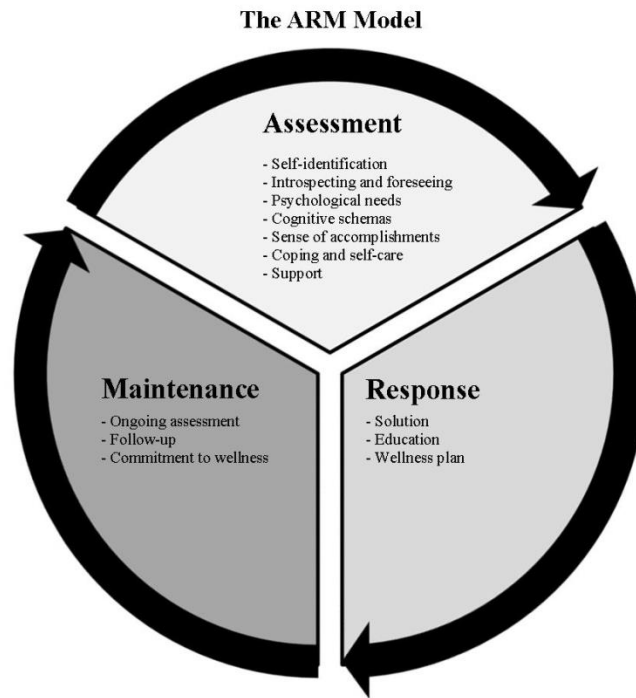 The ARM Model
Assessment
- Self-identification
- Introspecting and foreseeing
- Psychological needs
- Cognitive schemas
- Sense of accomplishments
- Coping and self-care
- Support
Maintenance
- Ongoing assessment
- Follow-up
- Commitment to wellness
Response
- Solution
- Education
- Wellness plan